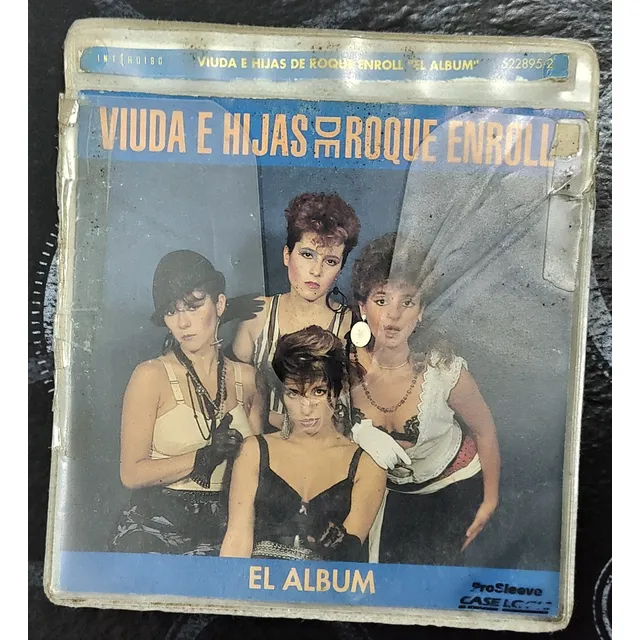 INTERDISC "VIUDA E HIJAS DE ROQUE ENROLL "EL ALBUM" 522895-2
VIUDA E HIJAS DE ROQUE ENROLL
EL ALBUM
ProSleeve
CASE LOGIC